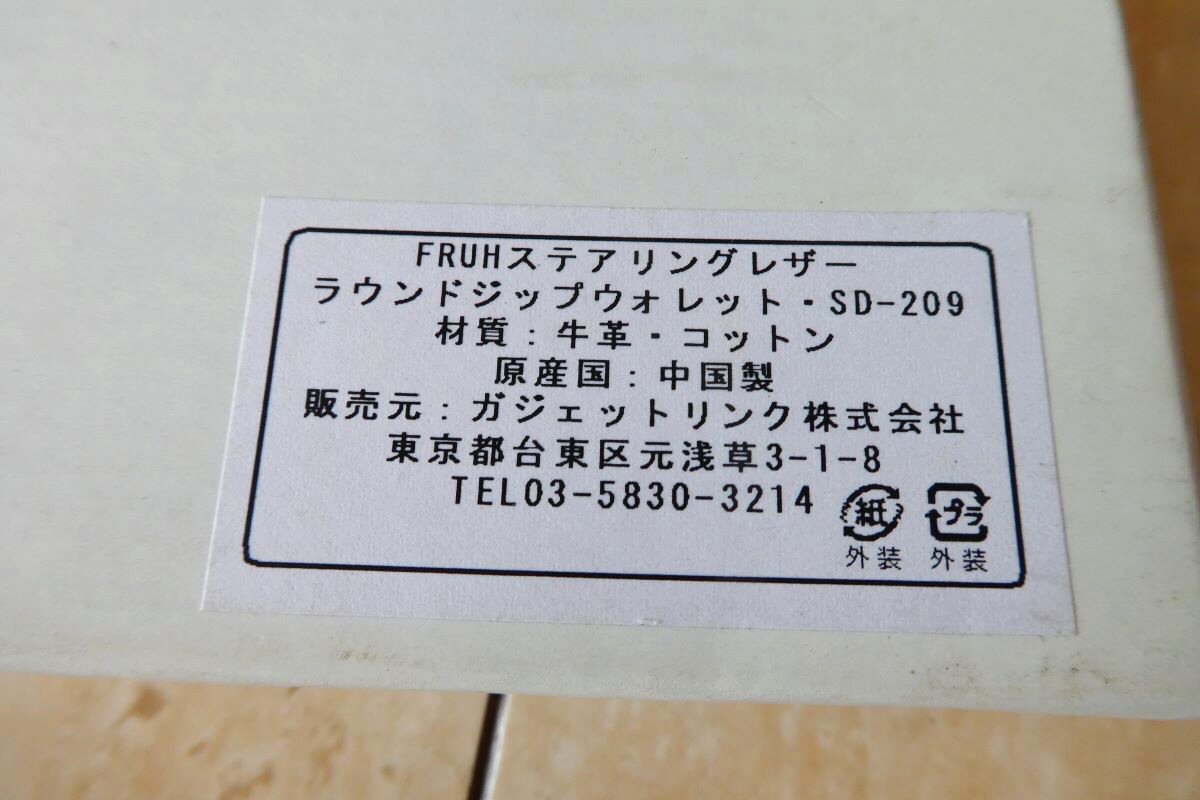 FRUHステアリングレザー
ラウンドジップウォレット・SD-209
材質：牛革・コットン
原産国：中国製
販売元：ガジェットリンク株式会社
東京都台東区元浅草3-1-8
TEL03-5830-3214
紙 プラ
外装 外装